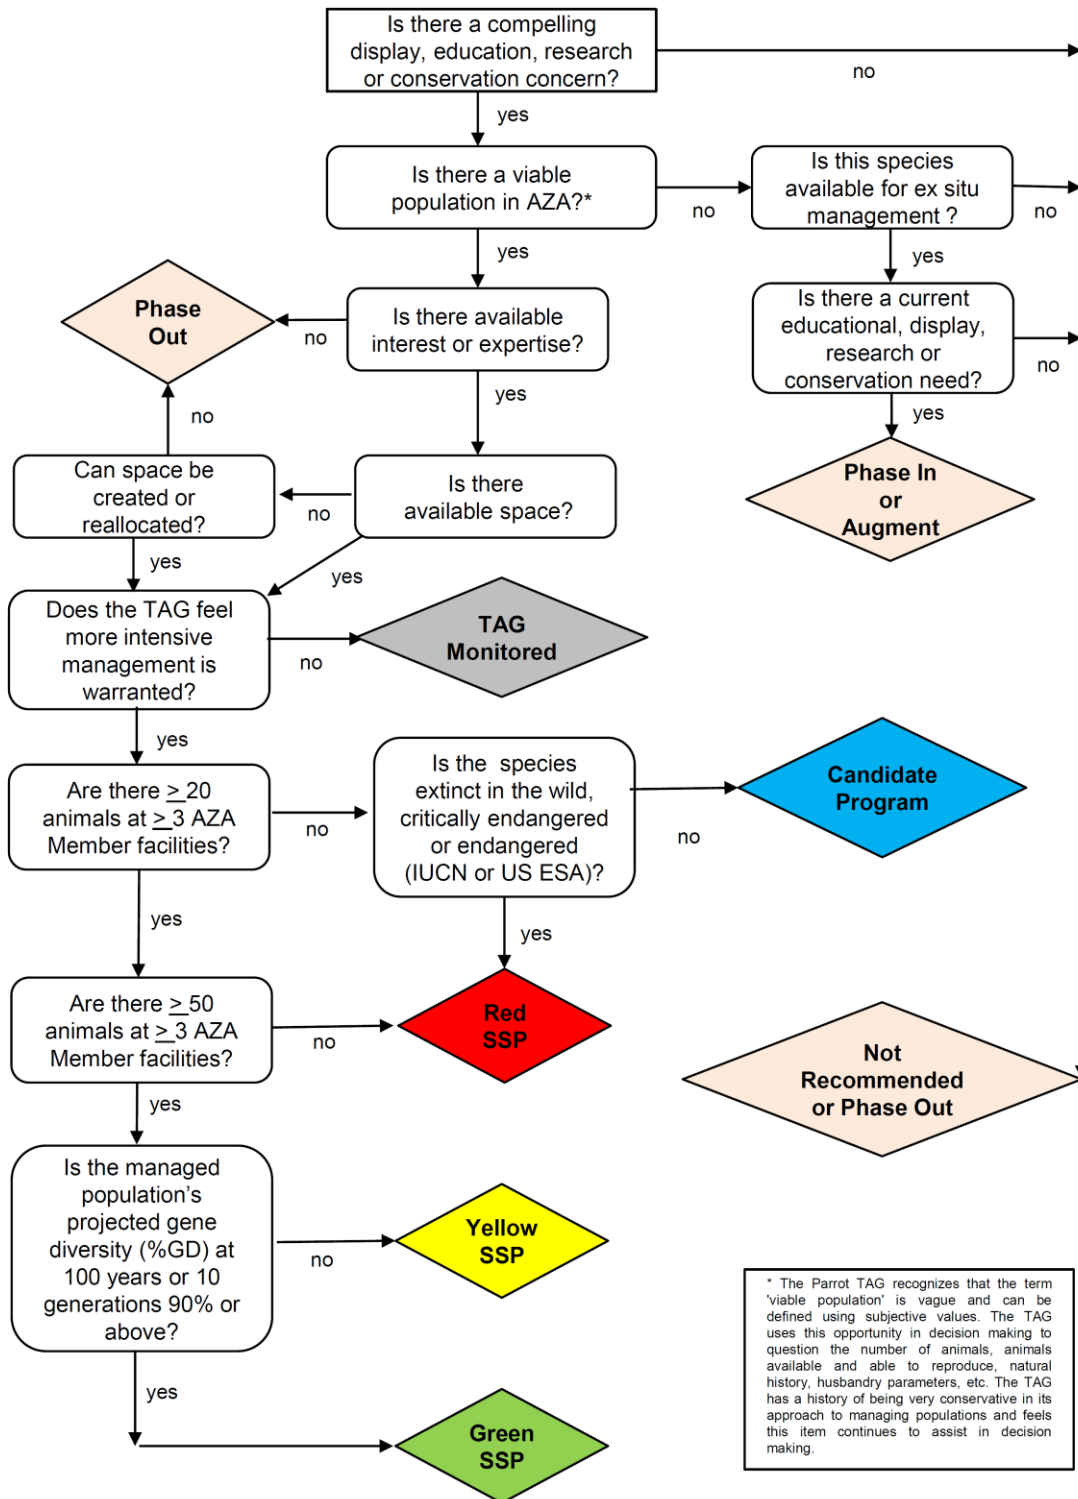 Is there a compelling
display, education, research
or conservation concern?
no
yes
Is there a viable
population in AZA?*
no
Is this species
available for ex situ
management ?
no
yes
yes
Phase
Out
no
Is there available
interest or expertise?
Is there a current
educational, display,
research or
conservation need?
no
yes
no
yes
Can space be
created or
reallocated?
no
Is there
available space?
Phase In
or
Augment
yes
yes
Does the TAG feel
more intensive
management is
warranted?
no
TAG
Monitored
yes
Are there ≥20
animals at ≥3 AZA
Member facilities?
no
Is the  species
extinct in the wild,
critically endangered
or endangered
(IUCN or US ESA)?
no
Candidate
Program
yes
yes
Are there ≥50
animals at ≥3 AZA
Member facilities?
no
Red
SSP
Not
Recommended
or Phase Out
yes
Is the managed
population’s
projected gene
diversity (%GD) at
100 years or 10
generations 90% or
above?
no
Yellow
SSP
yes
Green
SSP
* The Parrot TAG recognizes that the term
'viable population' is vague and can be
defined using subjective values. The TAG
uses this opportunity in decision making to
question the number of animals, animals
available and able to reproduce, natural
history, husbandry parameters, etc. The TAG
has a history of being very conservative in its
approach to managing populations and feels
this item continues to assist in decision
making.